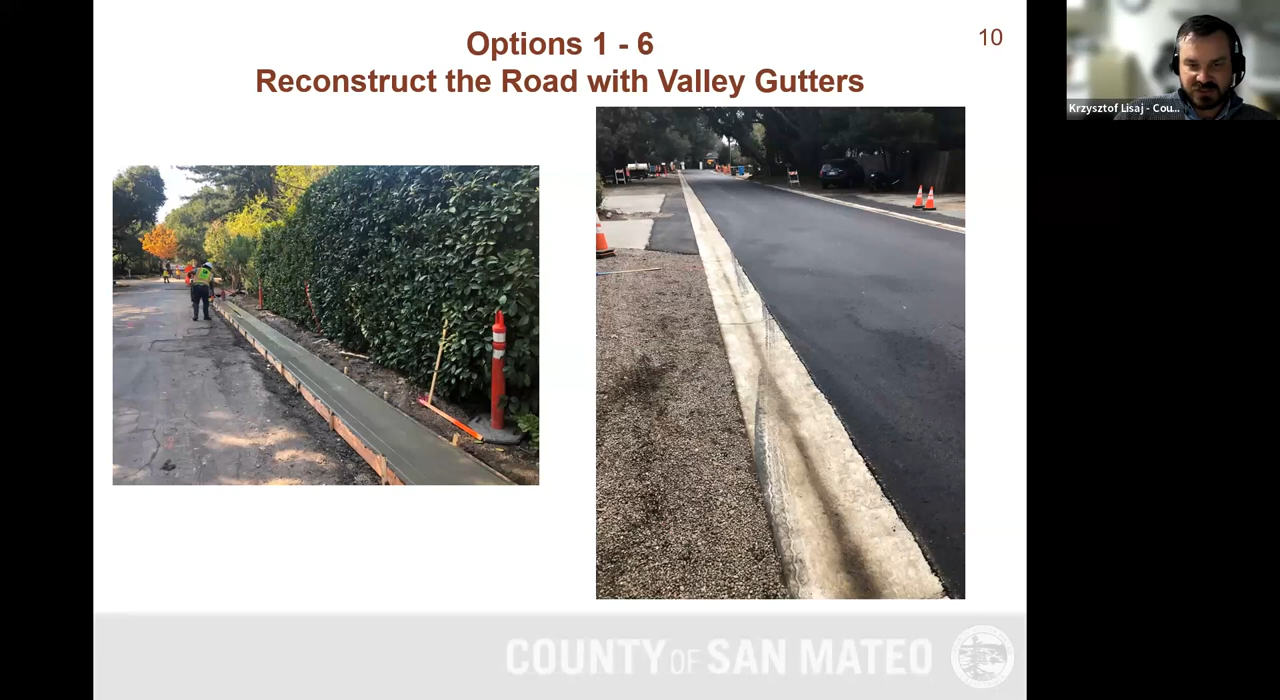 Options 1 - 6
Reconstruct the Road with Valley Gutters
10
Krzysztof Lisaj - Cou...
COUNTY OF SAN MATEO